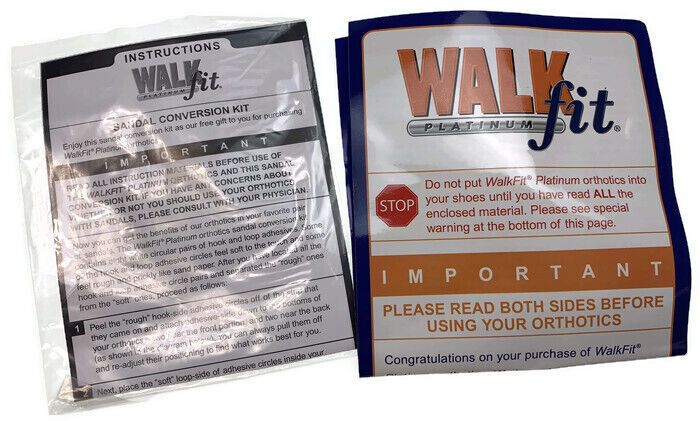 INSTRUCTIONS
WALK
fit
PLATINUM
SANDAL CONVERSION KIT
Enjoy this sandal conversion kit as our free gift to you for purchasing
WalkFit® Platinum orthotics
IMPORTANT
READ ALL INSTRUCTION MATERIALS BEFORE USE OF
WALKFIT® PLATINUM ORTHOTICS AND THIS SANDAL
CONVERSION KIT. IF YOU HAVE ANY CONCERNS ABOUT
OR NOT YOU SHOULD USE YOUR ORTHOTICS
WITH SANDALS, PLEASE CONSULT WITH YOUR PHYSICIAN.
Now you can get the benefits of our orthotics in your favorite pair
of sandals. WalkFit® Platinum orthotics sandal conversion kit
contains eight circular pairs of hook and loop adhesives. Some
of the hook and loop adhesive circles feel soft to the touch and some
feel rough like sand paper. After you have located all the
hook and loop adhesive circle pairs and separated the "rough" ones
from the "soft" ones, proceed as follows.
1 Peel the "rough" hook-side adhesive circles off of the strip that
they came on and attach adhesive-side down to the bottoms of
your orthotics, two near the front portion, and two near the back
(as shown in the diagram below). You can always pull them off
and re-adjust their positioning to find what works best for you.
2 Next, place the "soft" loop-side of adhesive circles inside your
WALK
fit®
PLATINUM
STOP
Do not put WalkFit® Platinum orthotics into
your shoes until you have read ALL the
enclosed material. Please see special
warning at the bottom of this page.
IMPORTANT
PLEASE READ BOTH SIDES BEFORE
USING YOUR ORTHOTICS
Congratulations on your purchase of WalkFit®